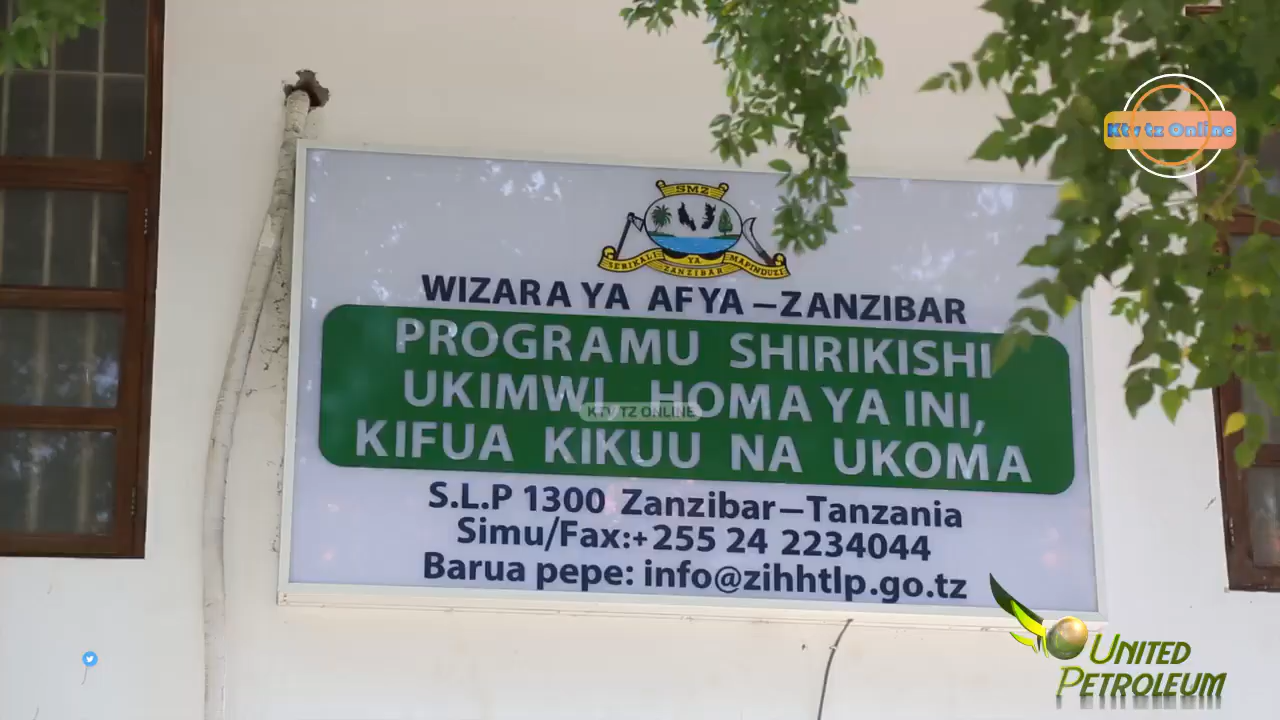 Ktv tz Online
SMZ
SERIKALI YA MAPINDUZI
ZANZIBAR
WIZARA YA AFYA –ZANZIBAR
PROGRAMU SHIRIKISHI
UKIMWI, HOMA YA INI,
KTV TZ ONLINE
KIFUA KIKUU NA UKOMA
S.L.P 1300 Zanzibar–Tanzania
Simu/Fax:+255 24 2234044
Barua pepe: info@zihhtlp.go.tz
UNITED
PETROLEUM